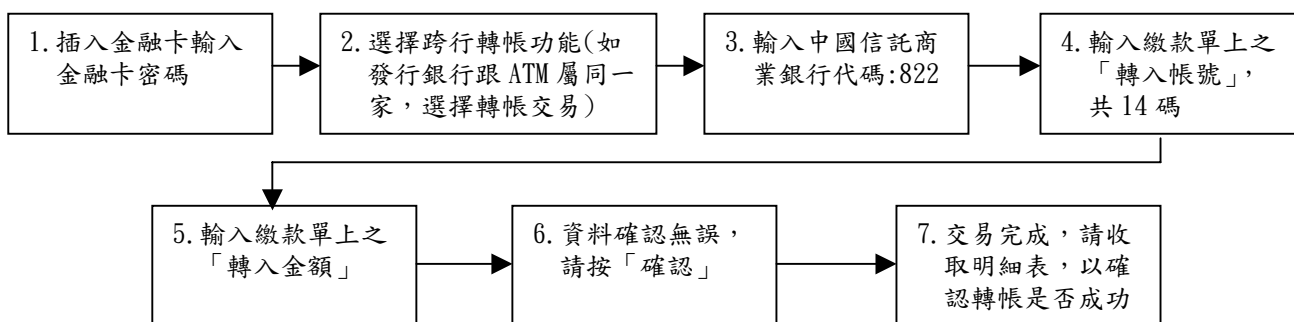 1.插入金融卡輸入
金融卡密碼
2.選擇跨行轉帳功能(如
發行銀行跟 ATM 屬同一
家，選擇轉帳交易)
3.輸入中國信託商
業銀行代碼:822
4.輸入繳款單上之
「轉入帳號」，
共 14 碼
5.輸入繳款單上之
「轉入金額」
6.資料確認無誤，
請按「確認」
7.交易完成，請收
取明細表，以確
認轉帳是否成功